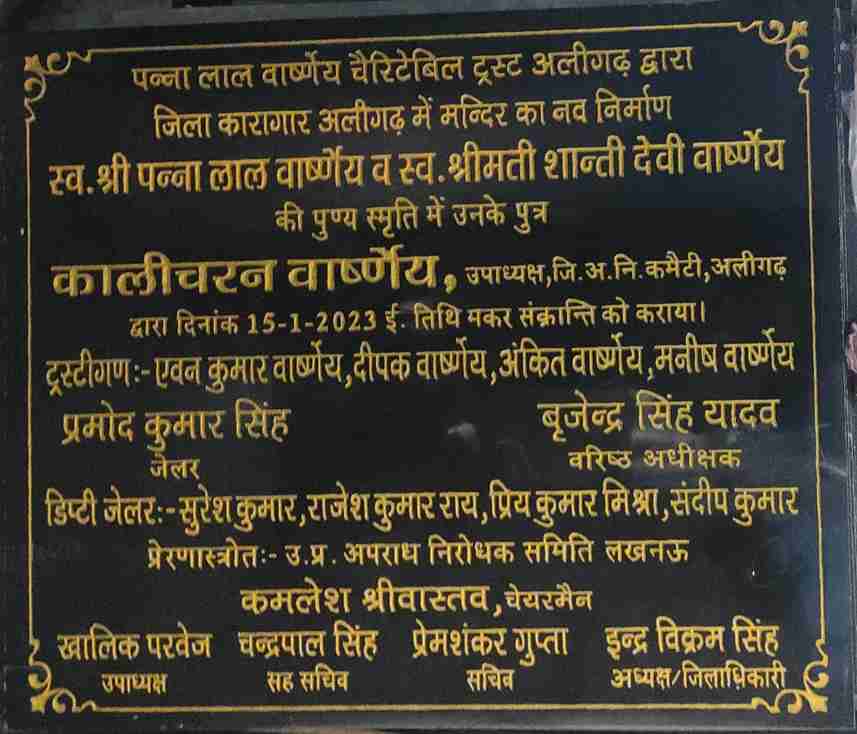 पन्ना लाल वार्ष्णेय चैरिटेबिल ट्रस्ट अलीगढ़ द्वारा
जिला कारागार अलीगढ़ में मन्दिर का नव निर्माण
स्व.श्री पन्ना लाल वार्ष्णेय व स्व.श्रीमती शान्ती देवी वार्ष्णेय
की पुण्य स्मृति में उनके पुत्र
कालीचरन वार्ष्णेय, उपाध्यक्ष,जि.अ.नि.कमैटी,अलीगढ़
द्वारा दिनांक 15-1-2023 ई. तिथि मकर संक्रान्ति को कराया।
ट्रस्टीगण:-एवन कुमार वार्ष्णेय,दीपक वार्ष्णेय,अंकित वार्ष्णेय,मनीष वार्ष्णेय
प्रमोद कुमार सिंह बृजेन्द्र सिंह यादव
जेलर वरिष्ठ अधीक्षक
डिप्टी जेलर:-सुरेश कुमार,राजेश कुमार राय,प्रिय कुमार मिश्रा,संदीप कुमार
प्रेरणास्त्रोतः- उ.प्र. अपराध निरोधक समिति लखनऊ
कमलेश श्रीवास्तव,चेयरमैन
खालिक परवेज चन्द्रपाल सिंह प्रेमशंकर गुप्ता इन्द्र विक्रम सिंह
उपाध्यक्ष सह सचिव सचिव अध्यक्ष/जिलाधिकारी